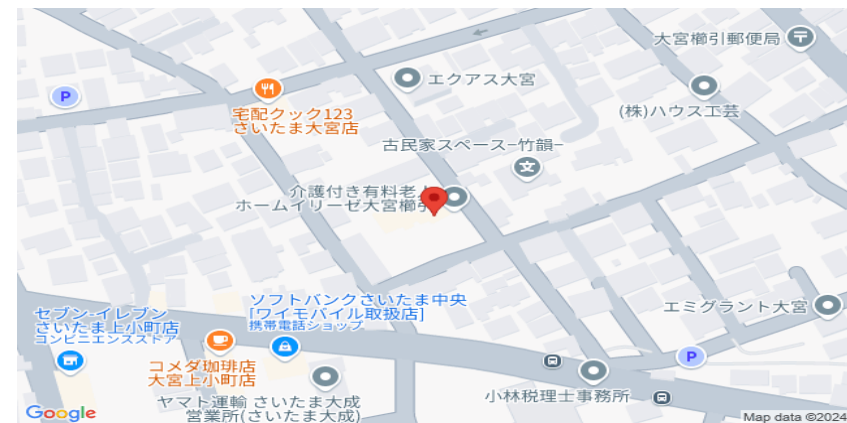 大宮櫛引郵便局
エクアス大宮
P
宅配クック123
さいたま大宮店
(株)ハウス工芸
古民家スペース−竹韻−
文
介護付き有料老人
ホームイリーゼ大宮櫛引
セブン-イレブン
さいたま上小町店
コンビニエンスストア
ソフトバンクさいたま中央
[ワイモバイル取扱店]
携帯電話ショップ
エミグラント大宮
P
コメダ珈琲店
大宮上小町店
ヤマト運輸 さいたま大成
営業所(さいたま大成)
小林税理士事務所
Google
Map data ©2024